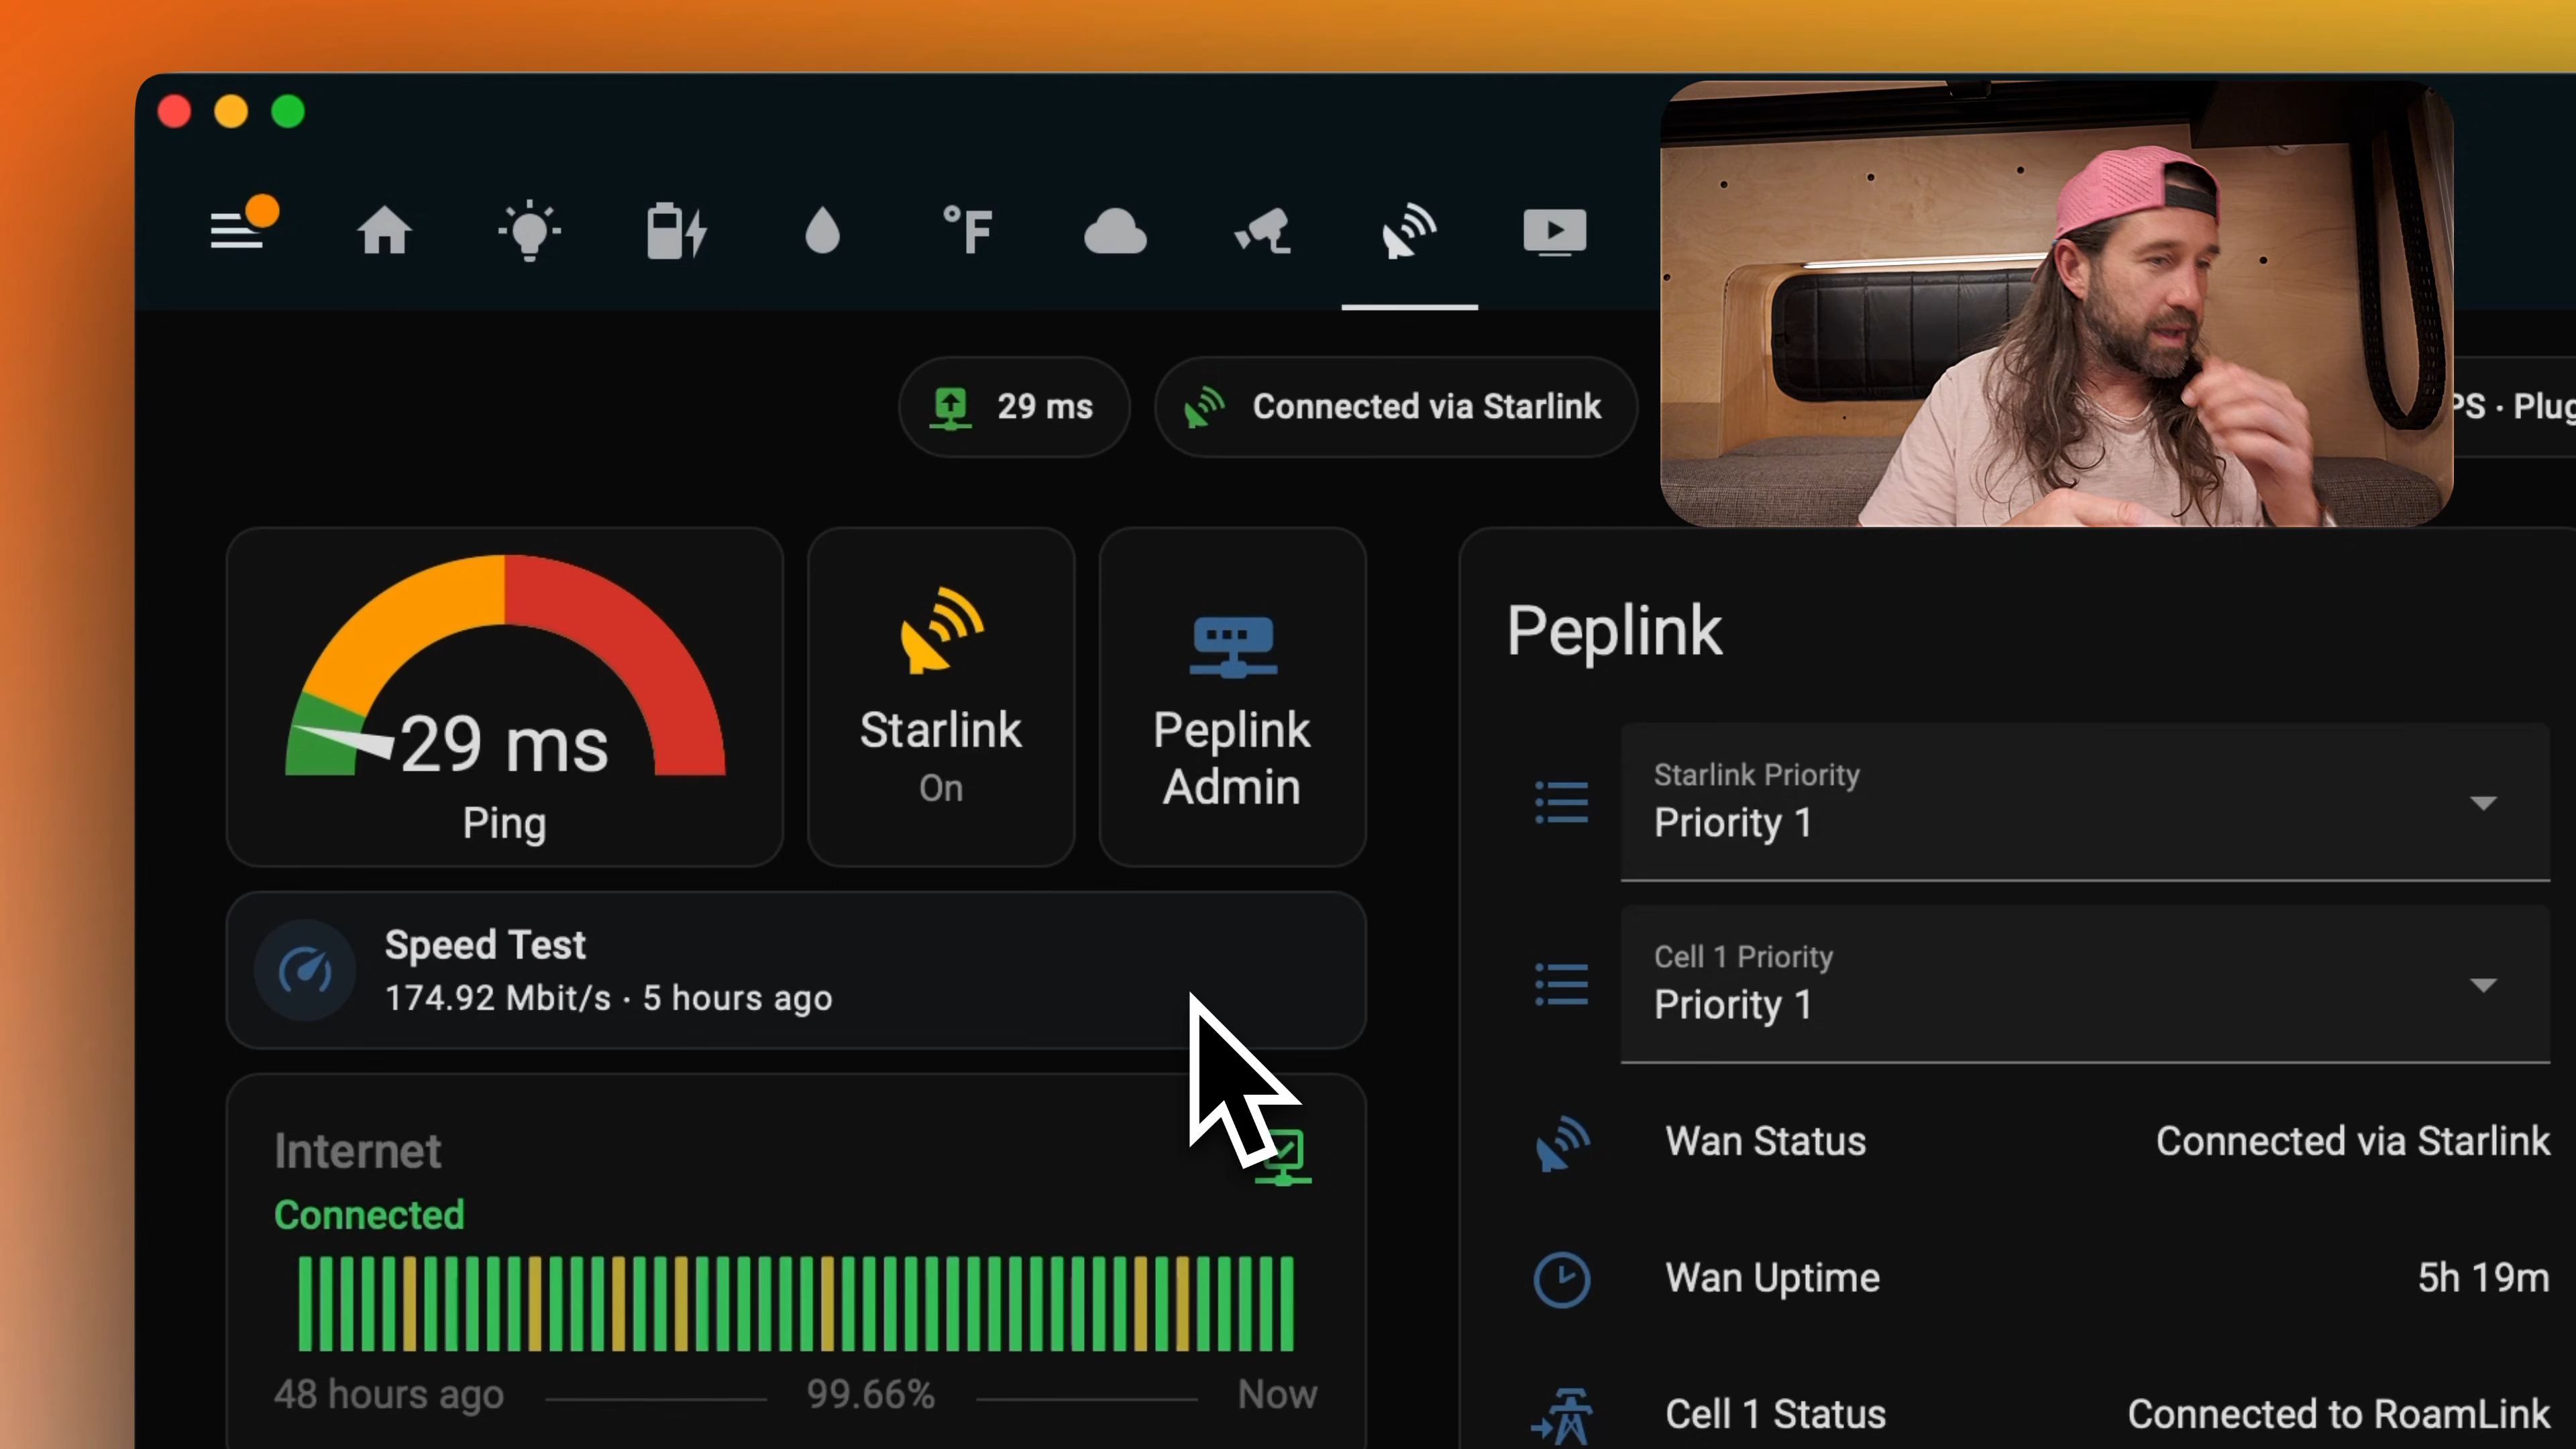 °F
29 ms
Connected via Starlink
PS · Plug
29 ms
Ping
Starlink
On
Peplink
Admin
Speed Test
174.92 Mbit/s · 5 hours ago
Internet
Connected
48 hours ago
99.66%
Now
Peplink
Starlink Priority
Priority 1
Cell 1 Priority
Priority 1
Wan Status
Connected via Starlink
Wan Uptime
5h 19m
Cell 1 Status
Connected to RoamLink